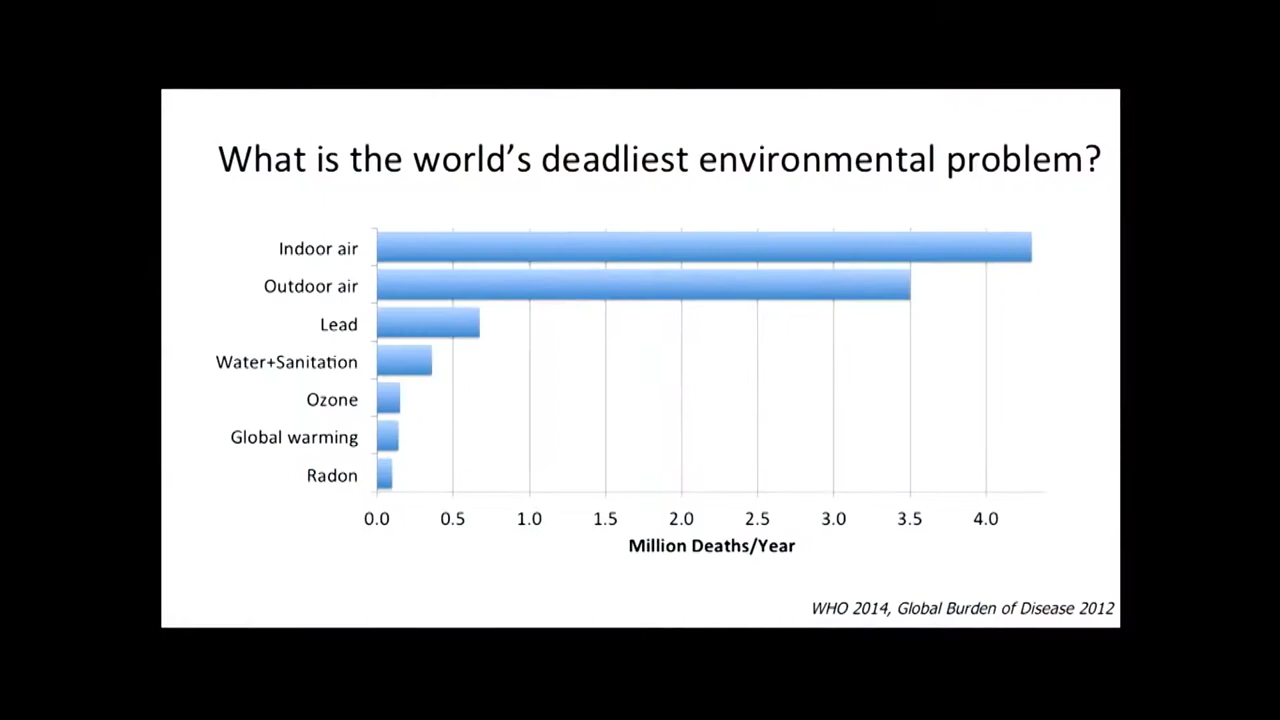 What is the world's deadliest environmental problem?
Indoor air
Outdoor air
Lead
Water+Sanitation
Ozone
Global warming
Radon
0.0 0.5 1.0 1.5 2.0 2.5 3.0 3.5 4.0
Million Deaths/Year
WHO 2014, Global Burden of Disease 2012